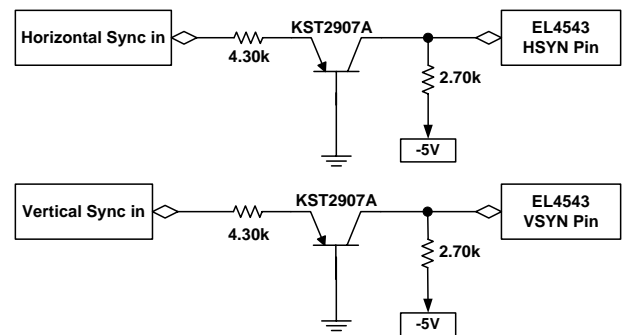 Horizontal Sync in
4.30k
KST2907A
EL4543
HSYN Pin
2.70k
-5V
Vertical Sync in
4.30k
KST2907A
EL4543
VSYN Pin
2.70k
-5V